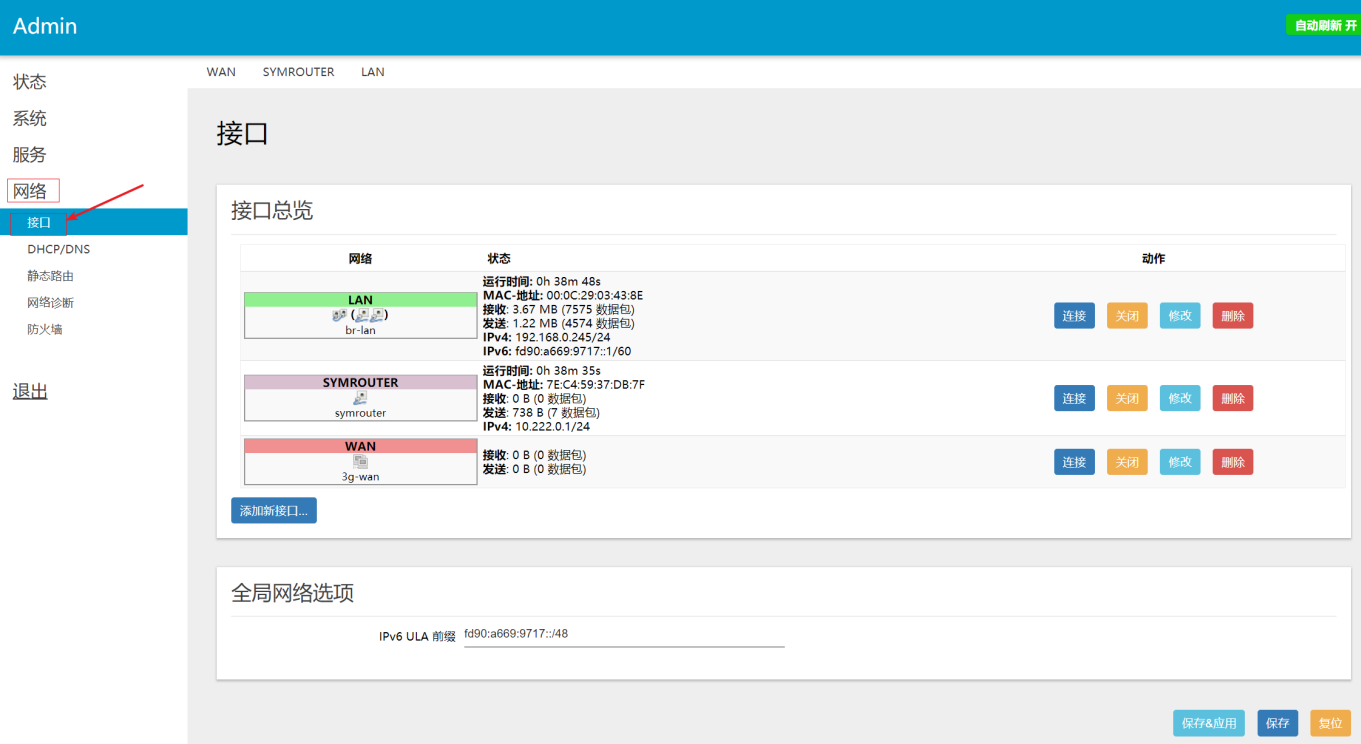 Admin
自动刷新 开
状态
系统
服务
网络
接口
DHCP/DNS
静态路由
网络诊断
防火墙
退出
WAN SYMROUTER LAN
接口
接口总览
网络 状态 动作
LAN
( )
br-lan
运行时间: 0h 38m 48s
MAC-地址: 00:0C:29:03:43:8E
接收: 3.67 MB (7575 数据包)
发送: 1.22 MB (4574 数据包)
IPv4: 192.168.0.245/24
IPv6: fd90:a669:9717::1/60
连接 关闭 修改 删除
SYMROUTER
symrouter
运行时间: 0h 38m 35s
MAC-地址: 7E:C4:59:37:DB:7F
接收: 0 B (0 数据包)
发送: 738 B (7 数据包)
IPv4: 10.222.0.1/24
连接 关闭 修改 删除
WAN
3g-wan
接收: 0 B (0 数据包)
发送: 0 B (0 数据包)
连接 关闭 修改 删除
添加新接口...
全局网络选项
IPv6 ULA 前缀 fd90:a669:9717::/48
保存&应用 保存 复位